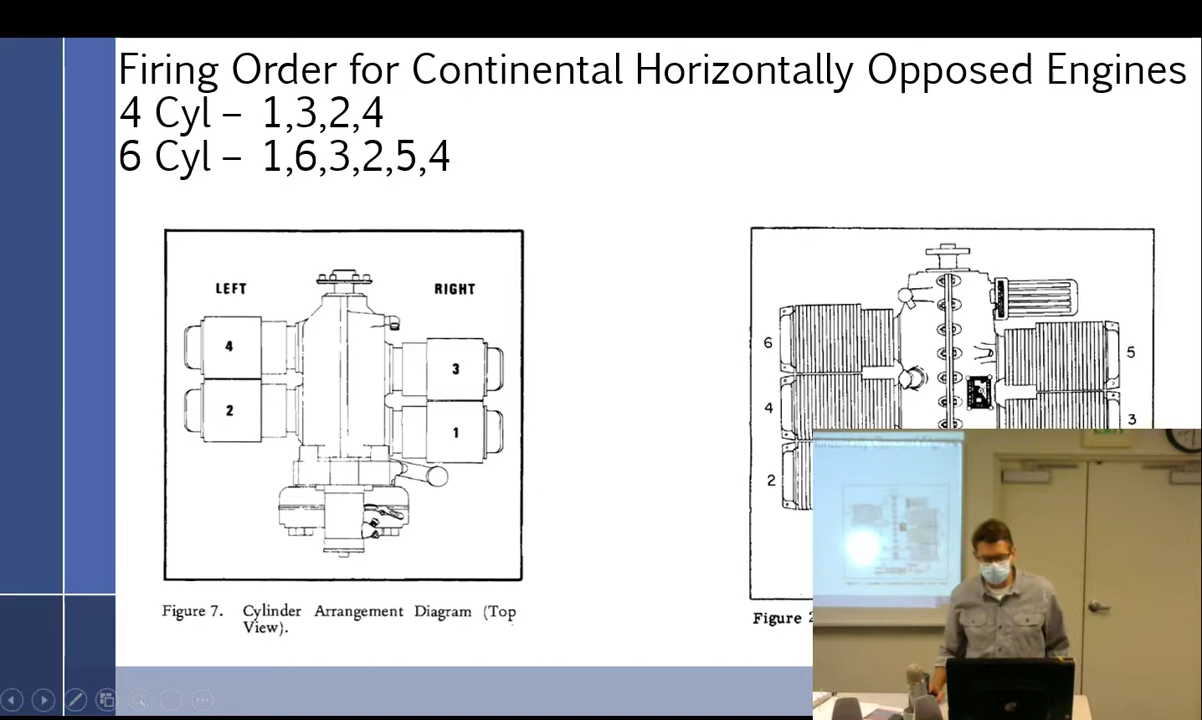 Firing Order for Continental Horizontally Opposed Engines
4 Cyl – 1,3,2,4
6 Cyl – 1,6,3,2,5,4
LEFT
RIGHT
4
3
2
1
Figure 7. Cylinder Arrangement Diagram (Top
View).
6
5
4
3
2
Figure